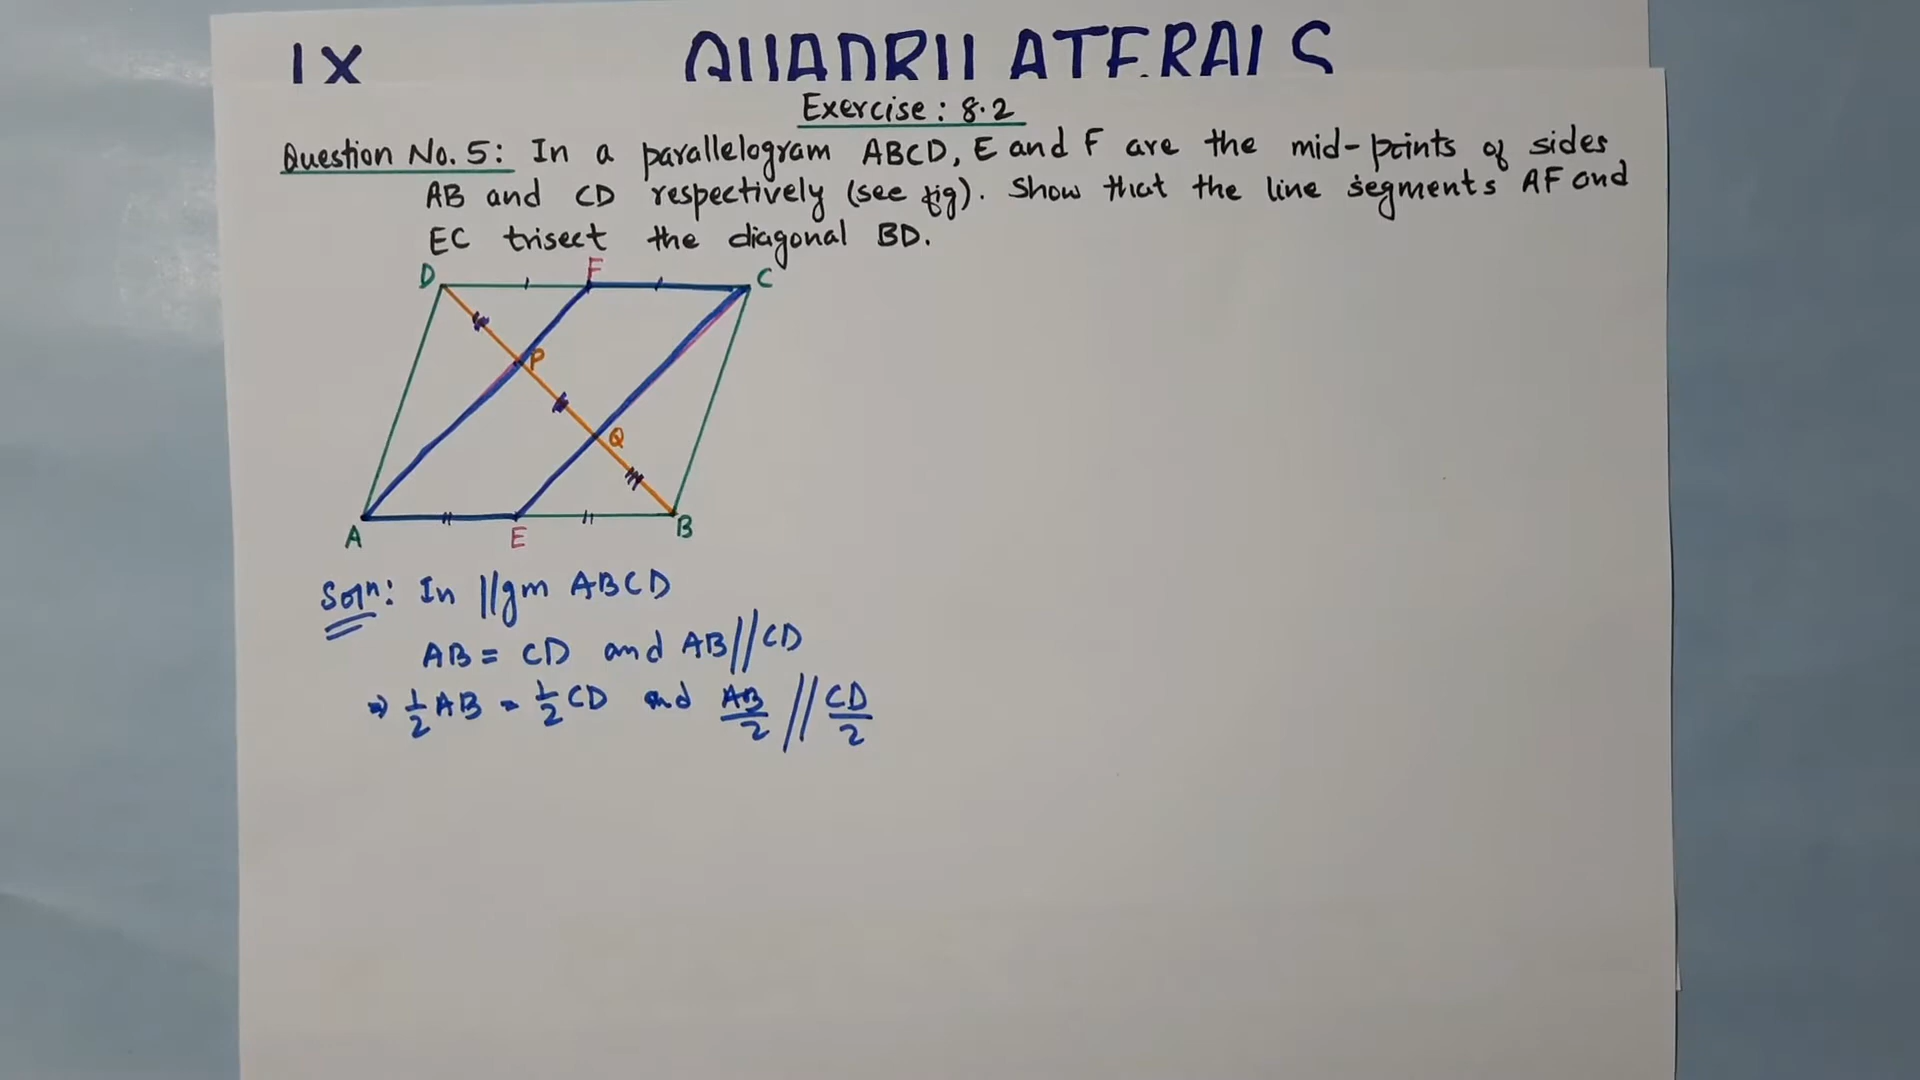 IX QUADRILATERALS
Exercise: 8.2
Question No. 5: In a parallelogram ABCD, E and F are the mid-points of sides
AB and CD respectively (see fig). Show that the line segments AF and
EC trisect the diagonal BD.
D F C
P
Q
A E B
Solⁿ: In ||gm ABCD
AB = CD and AB//CD
⇒ 1/2 AB = 1/2 CD and AB/2 // CD/2